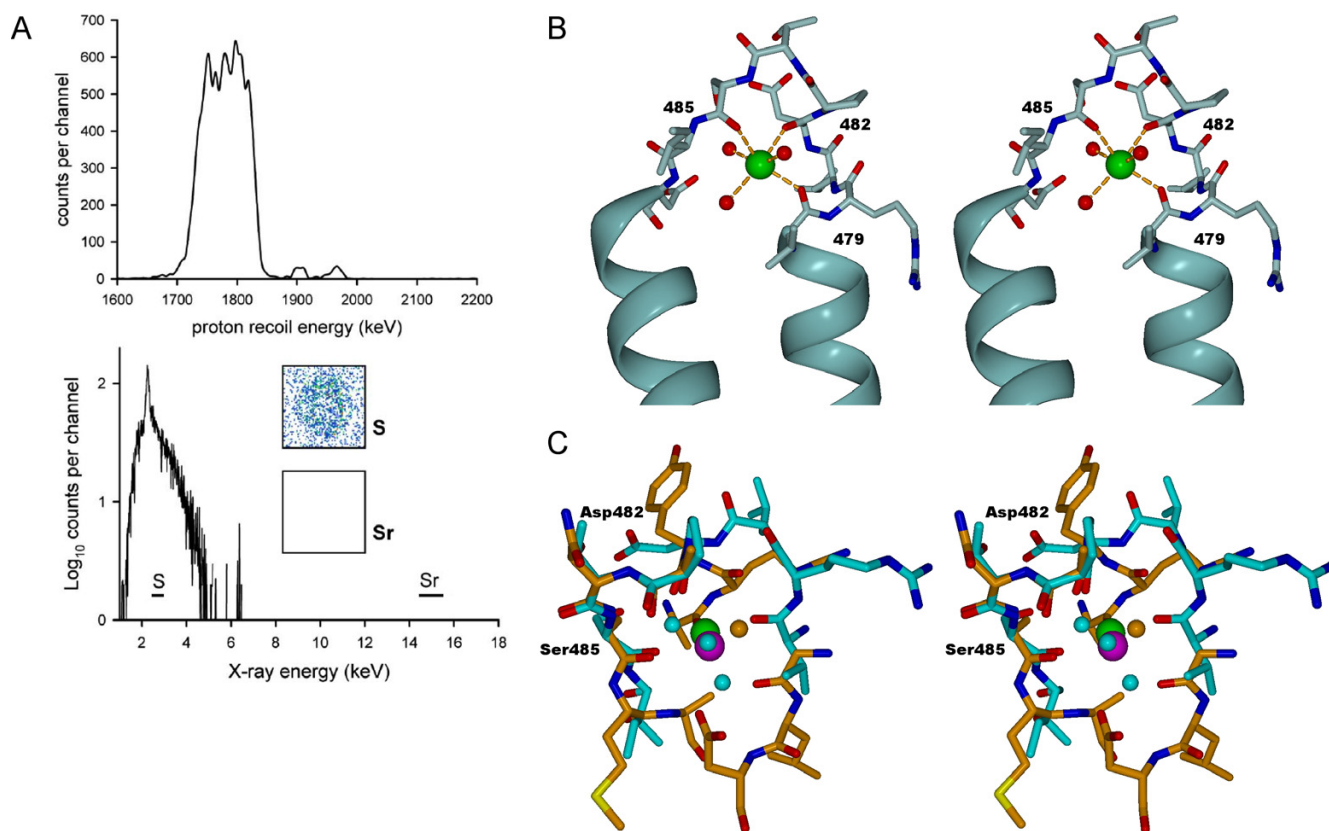 A
700
600
500
400
300
200
100
0
counts per channel
1600 1700 1800 1900 2000 2100 2200
proton recoil energy (keV)
2
1
0
Log10 counts per channel
S
Sr
S
Sr
2 4 6 8 10 12 14 16 18
X-ray energy (keV)
B
485
482
479
485
482
479
C
Asp482
Ser485
Asp482
Ser485